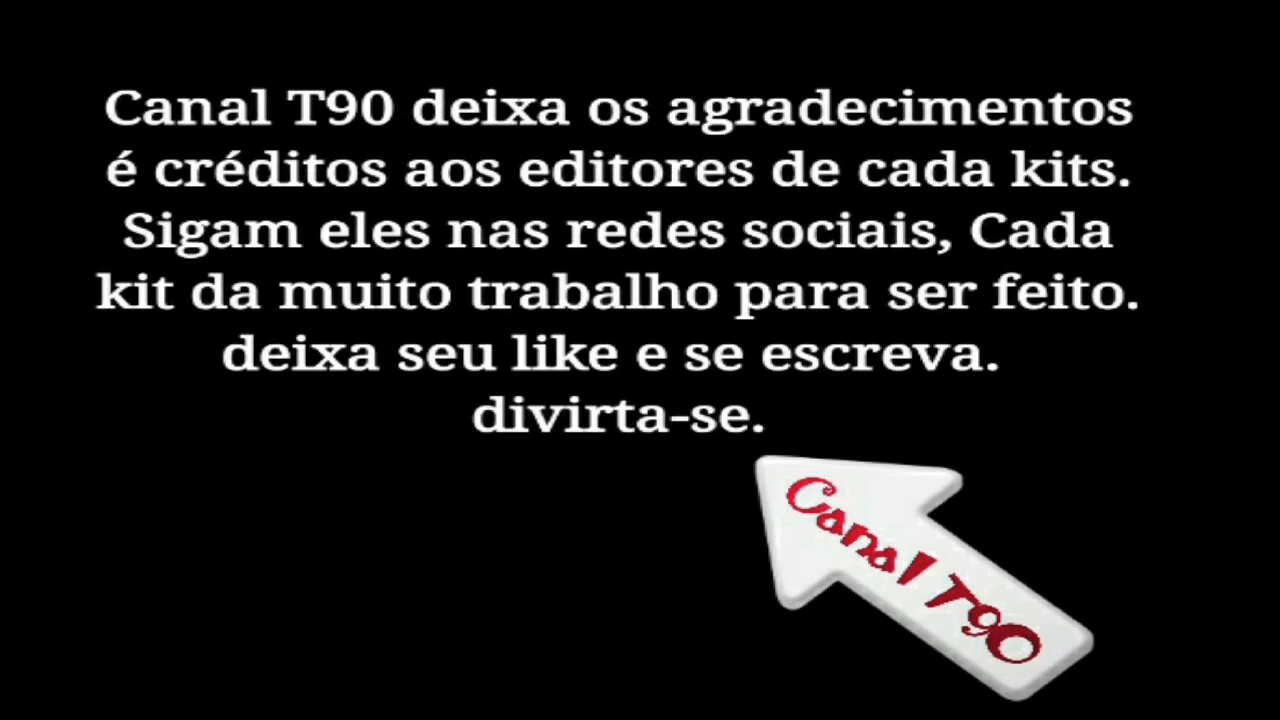 Canal T90 deixa os agradecimentos
é créditos aos editores de cada kits.
Sigam eles nas redes sociais, Cada
kit da muito trabalho para ser feito.
deixa seu like e se escreva.
divirta-se.
Canal T90